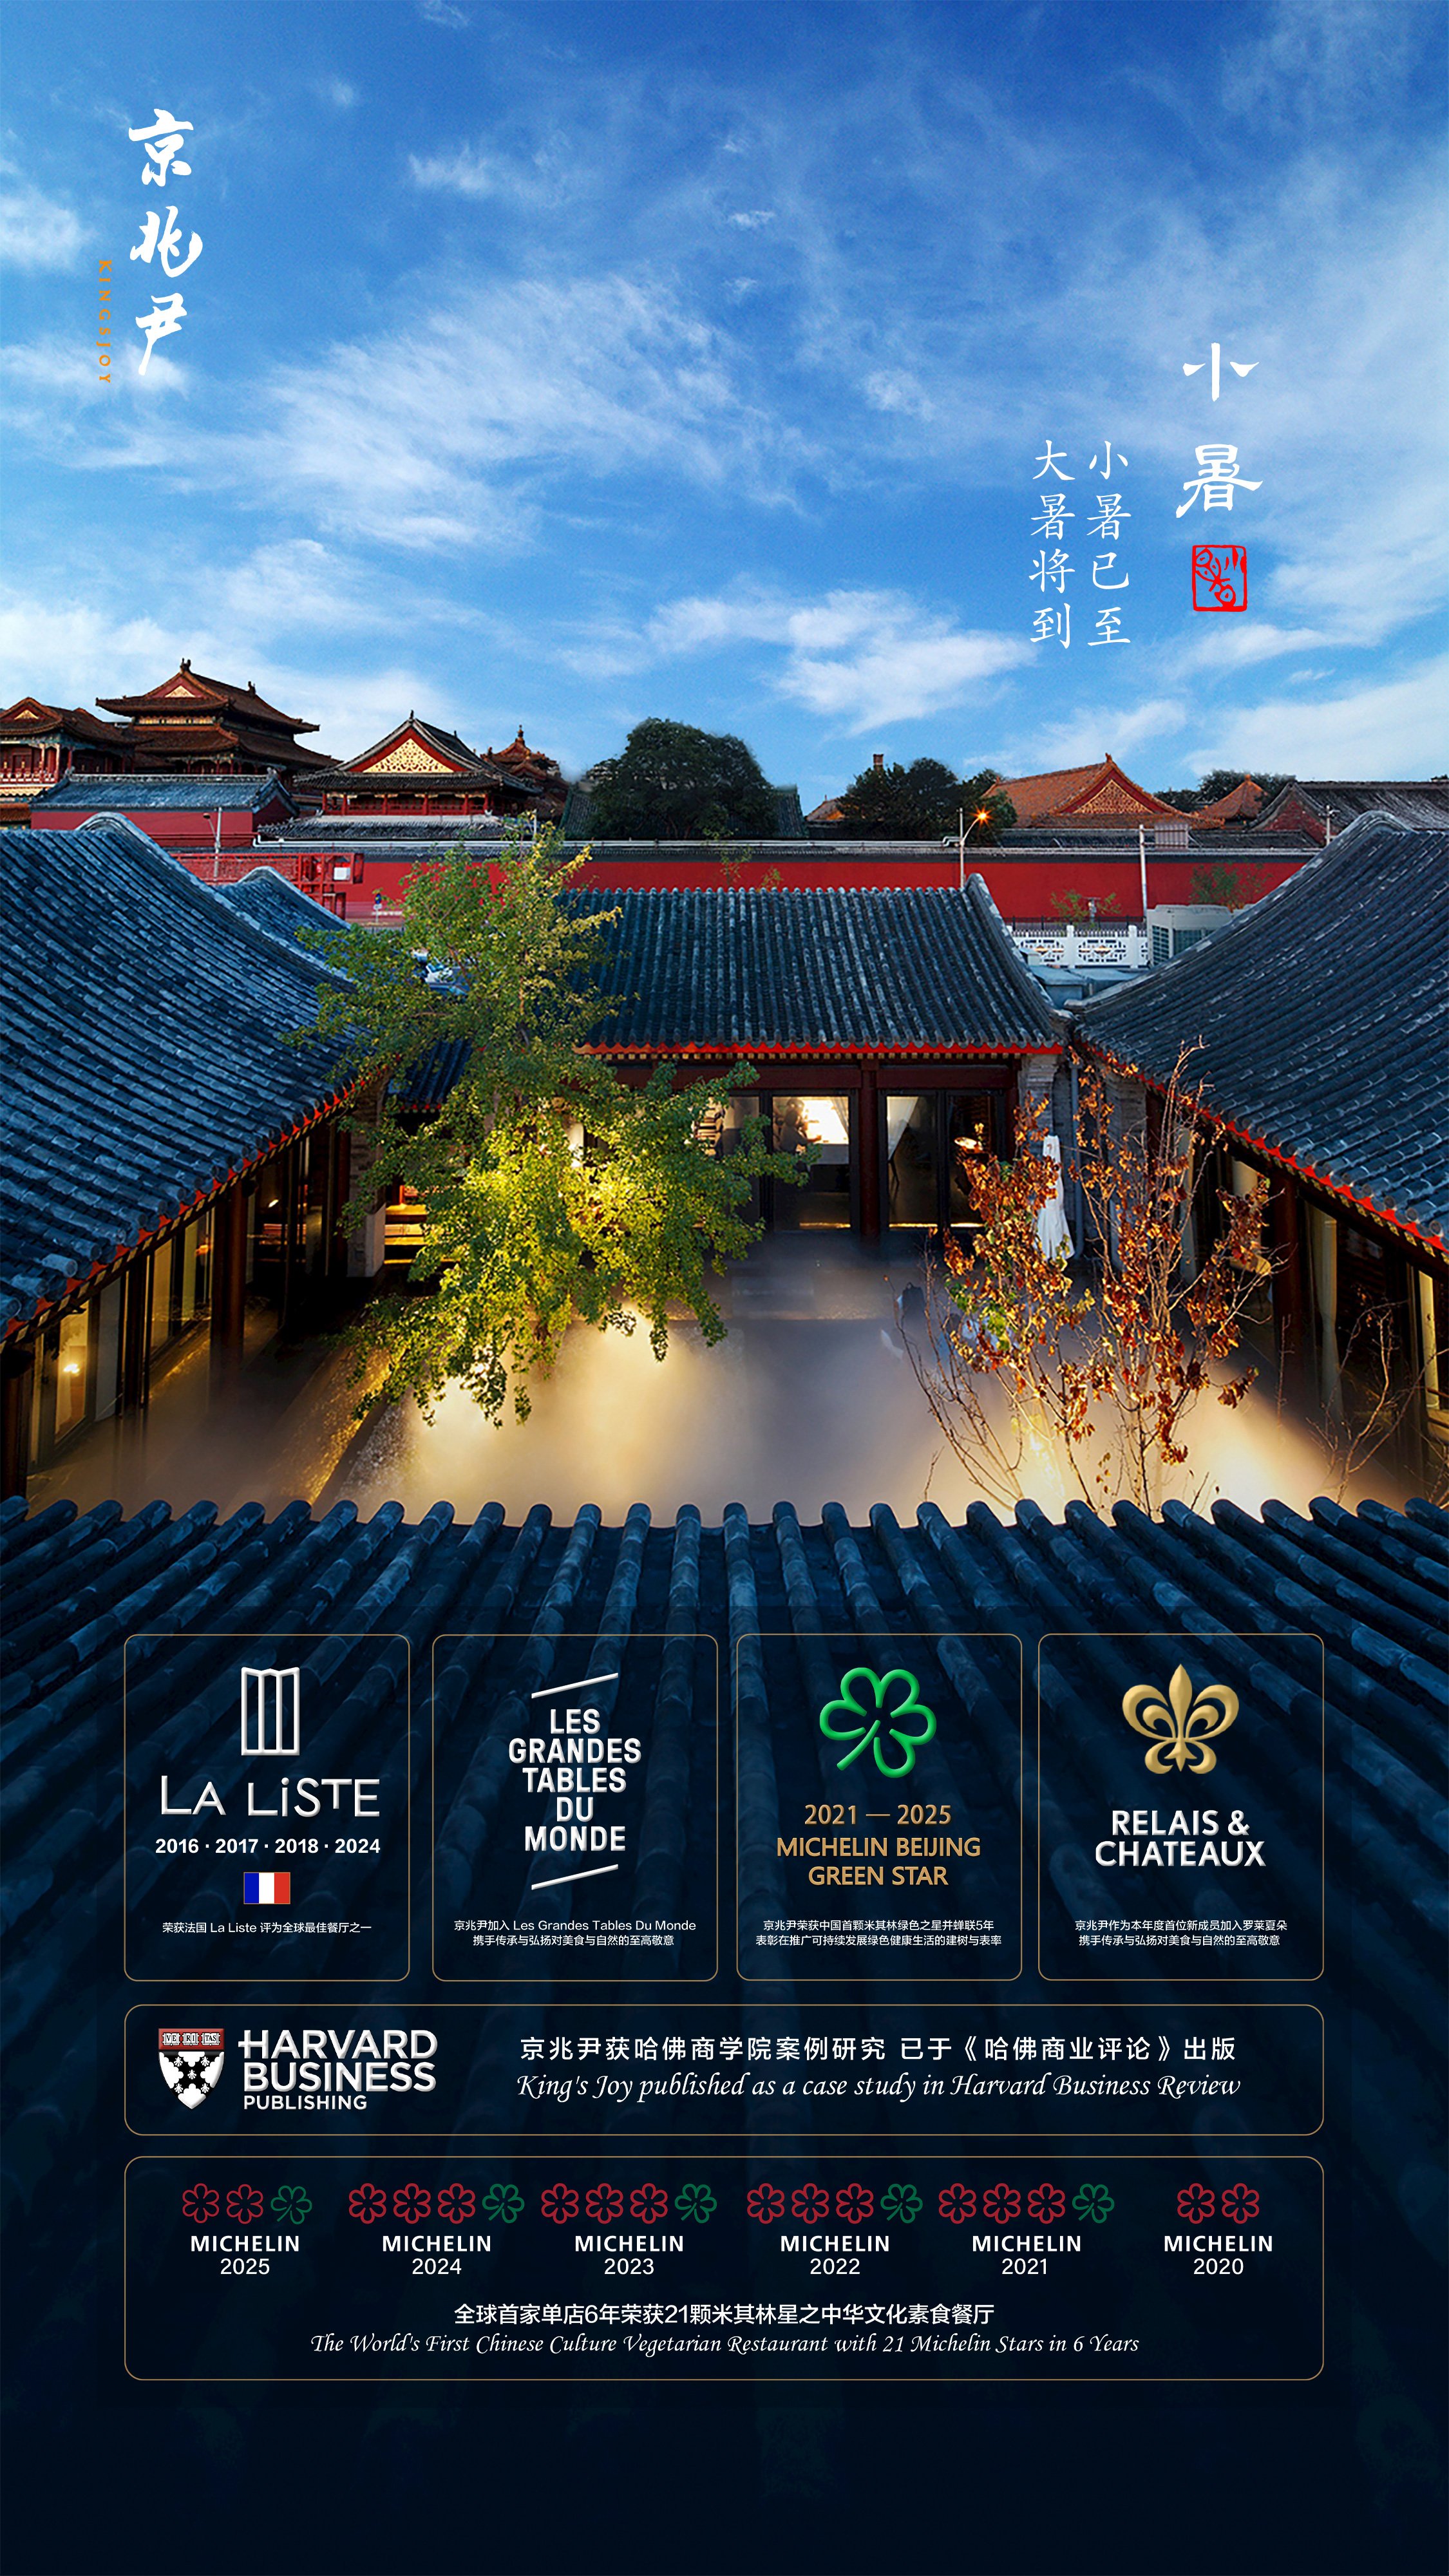 京兆尹
KINGSJOY
小暑
小暑已至
大暑将到
LA LiSTE
2016 · 2017 · 2018 · 2024
荣获法国 La Liste 评为全球最佳餐厅之一
LES
GRANDES
TABLES
DU
MONDE
京兆尹加入 Les Grandes Tables Du Monde
携手传承与弘扬对美食与自然的至高敬意
2021 — 2025
MICHELIN BEIJING
GREEN STAR
京兆尹荣获中国首颗米其林绿色之星并蝉联5年
表彰在推广可持续发展绿色健康生活的建树与表率
RELAIS &
CHATEAUX
京兆尹作为本年度首位新成员加入罗莱夏朵
携手传承与弘扬对美食与自然的至高敬意
VE RI TAS
HARVARD
BUSINESS
PUBLISHING
京兆尹获哈佛商学院案例研究 已于《哈佛商业评论》出版
King's Joy published as a case study in Harvard Business Review
MICHELIN
2025
MICHELIN
2024
MICHELIN
2023
MICHELIN
2022
MICHELIN
2021
MICHELIN
2020
全球首家单店6年荣获21颗米其林星之中华文化素食餐厅
The World's First Chinese Culture Vegetarian Restaurant with 21 Michelin Stars in 6 Years